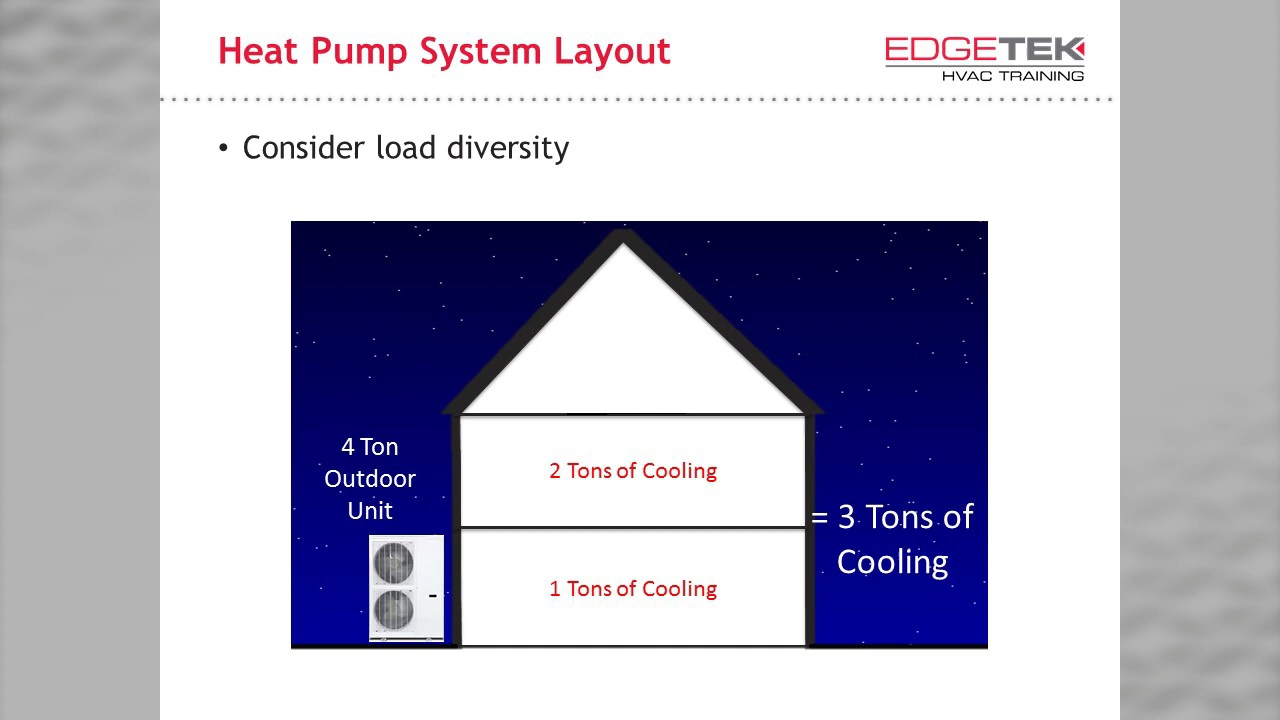 Heat Pump System Layout
EDGETEK
HVAC TRAINING
• Consider load diversity
4 Ton
Outdoor
Unit
2 Tons of Cooling
= 3 Tons of
Cooling
1 Tons of Cooling